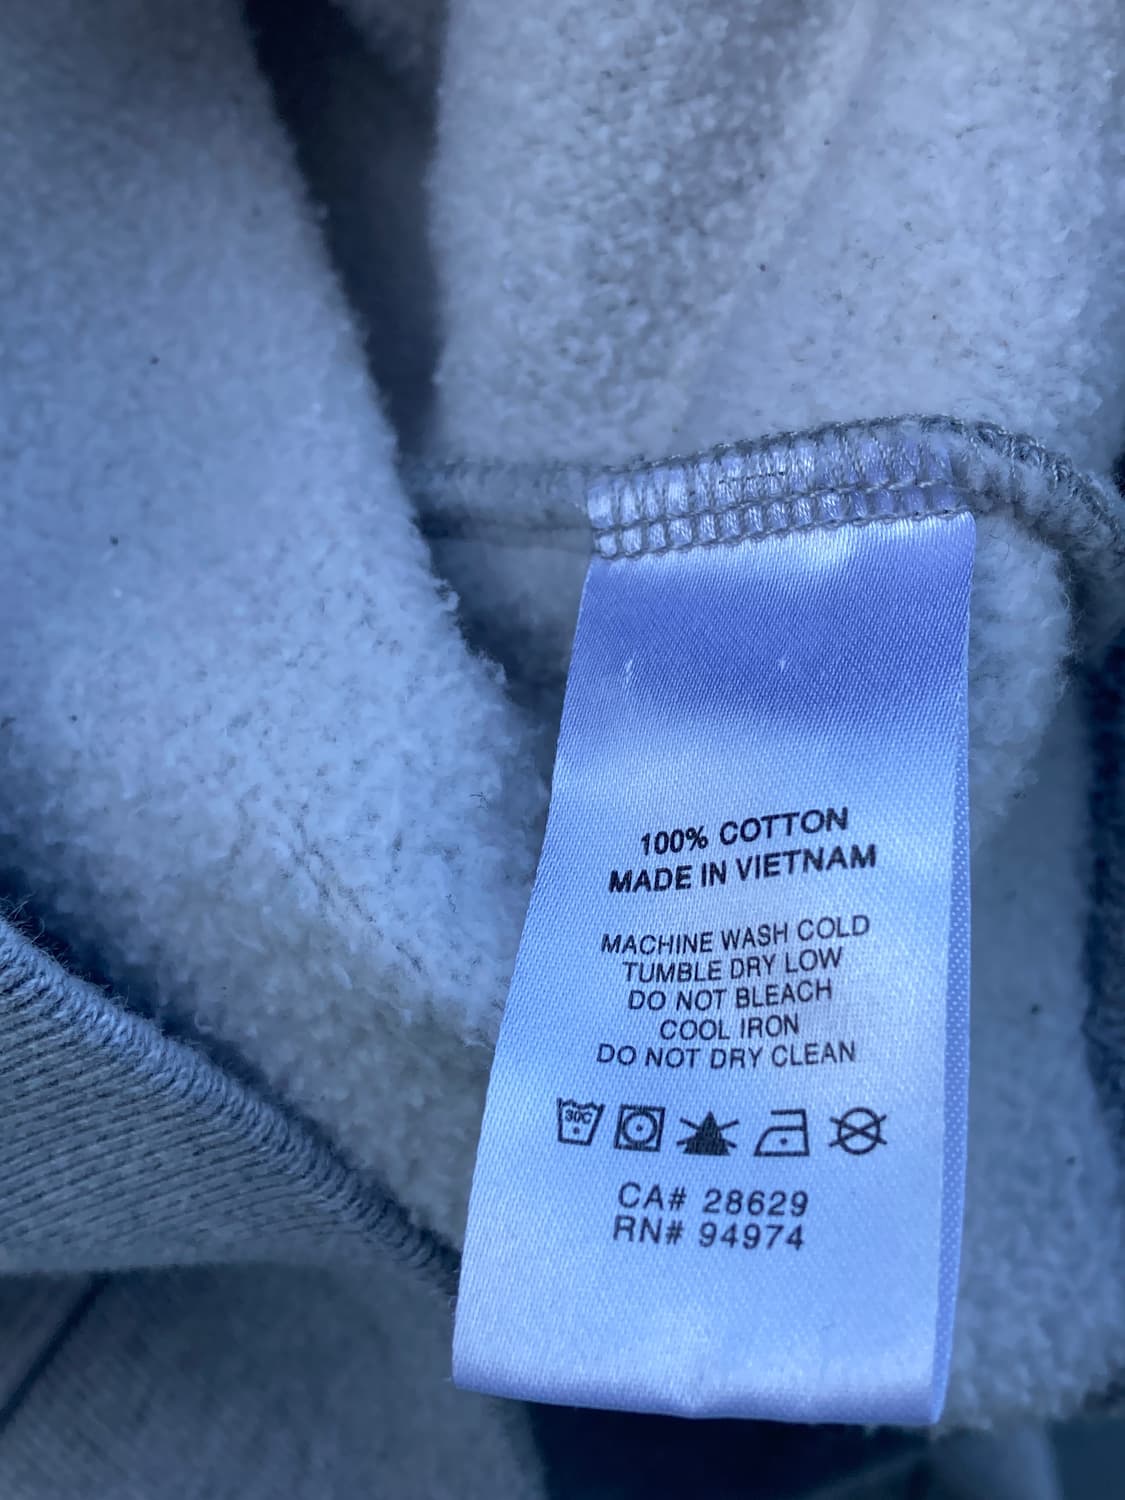 100% COTTON
MADE IN VIETNAM
MACHINE WASH COLD
TUMBLE DRY LOW
DO NOT BLEACH
COOL IRON
DO NOT DRY CLEAN
30C
CA# 28629
RN# 94974